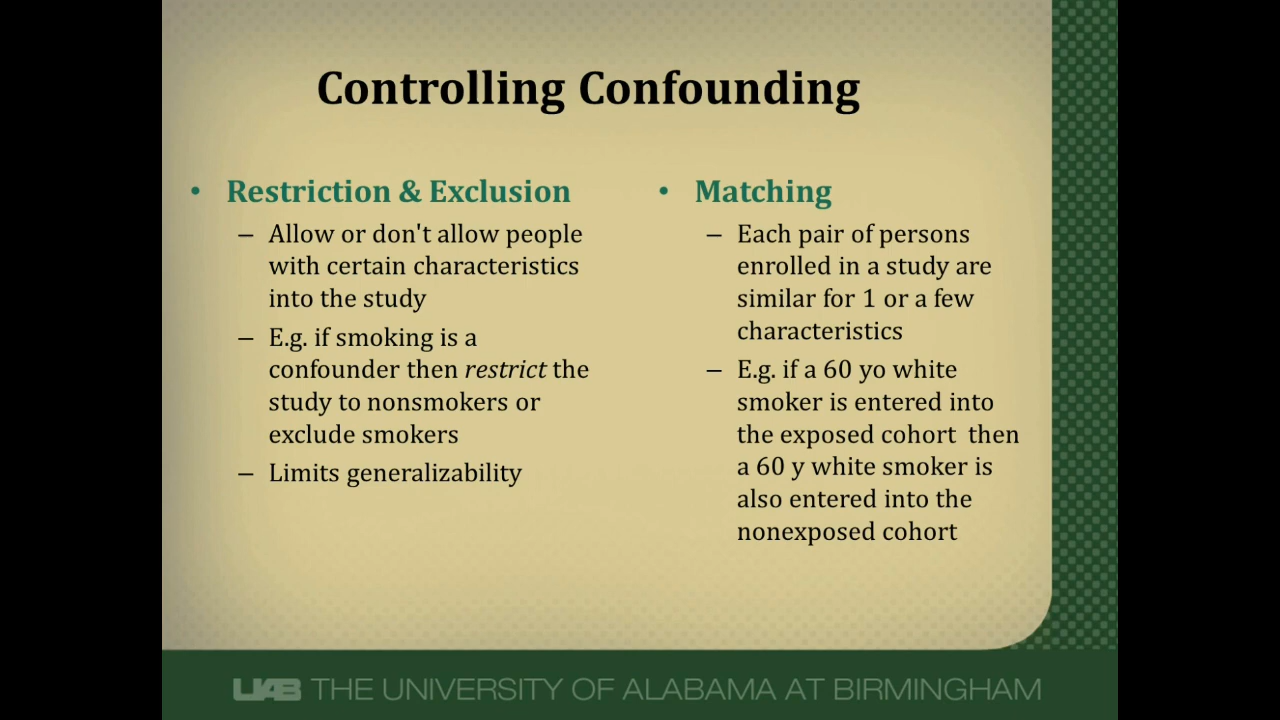 Controlling Confounding
• Restriction & Exclusion
– Allow or don't allow people
with certain characteristics
into the study
– E.g. if smoking is a
confounder then restrict the
study to nonsmokers or
exclude smokers
– Limits generalizability
• Matching
– Each pair of persons
enrolled in a study are
similar for 1 or a few
characteristics
– E.g. if a 60 yo white
smoker is entered into
the exposed cohort  then
a 60 y white smoker is
also entered into the
nonexposed cohort
UAB THE UNIVERSITY OF ALABAMA AT BIRMINGHAM